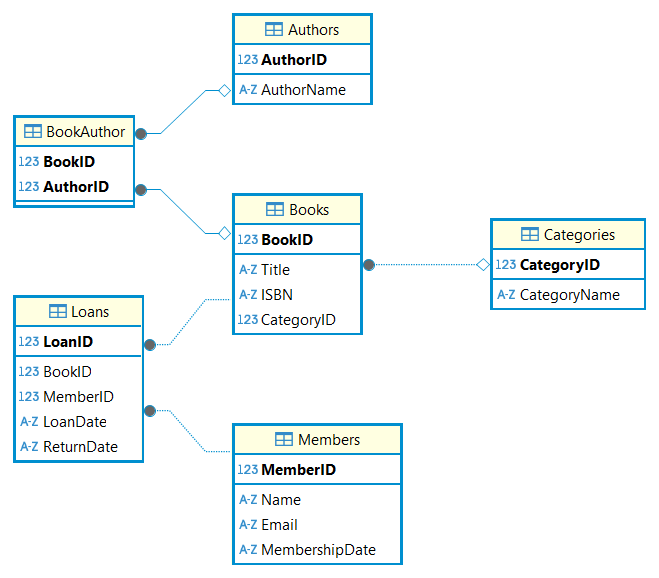 Authors
123 AuthorID
A-Z AuthorName
BookAuthor
123 BookID
123 AuthorID
Books
123 BookID
A-Z Title
A-Z ISBN
123 CategoryID
Categories
123 CategoryID
A-Z CategoryName
Loans
123 LoanID
123 BookID
123 MemberID
A-Z LoanDate
A-Z ReturnDate
Members
123 MemberID
A-Z Name
A-Z Email
A-Z MembershipDate